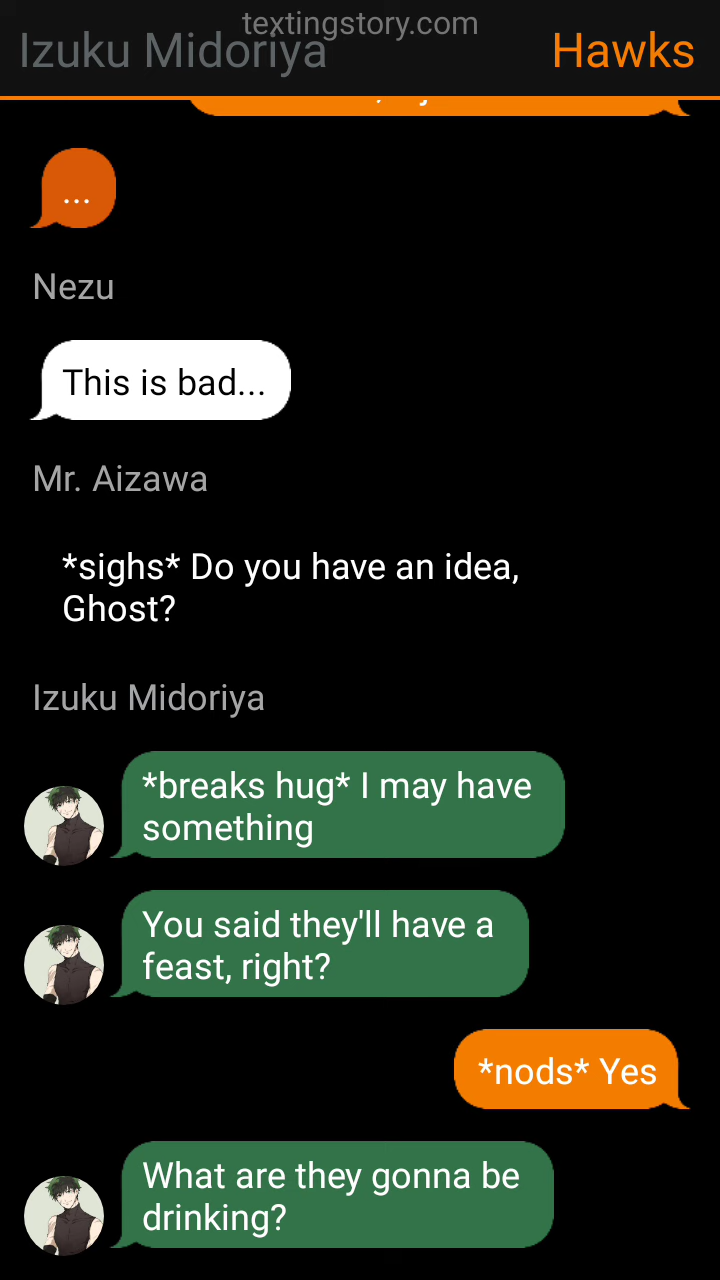 textingstory.com
Izuku Midoriya
Hawks
...
Nezu
This is bad...
Mr. Aizawa
*sighs* Do you have an idea,
Ghost?
Izuku Midoriya
*breaks hug* I may have
something
You said they'll have a
feast, right?
*nods* Yes
What are they gonna be
drinking?